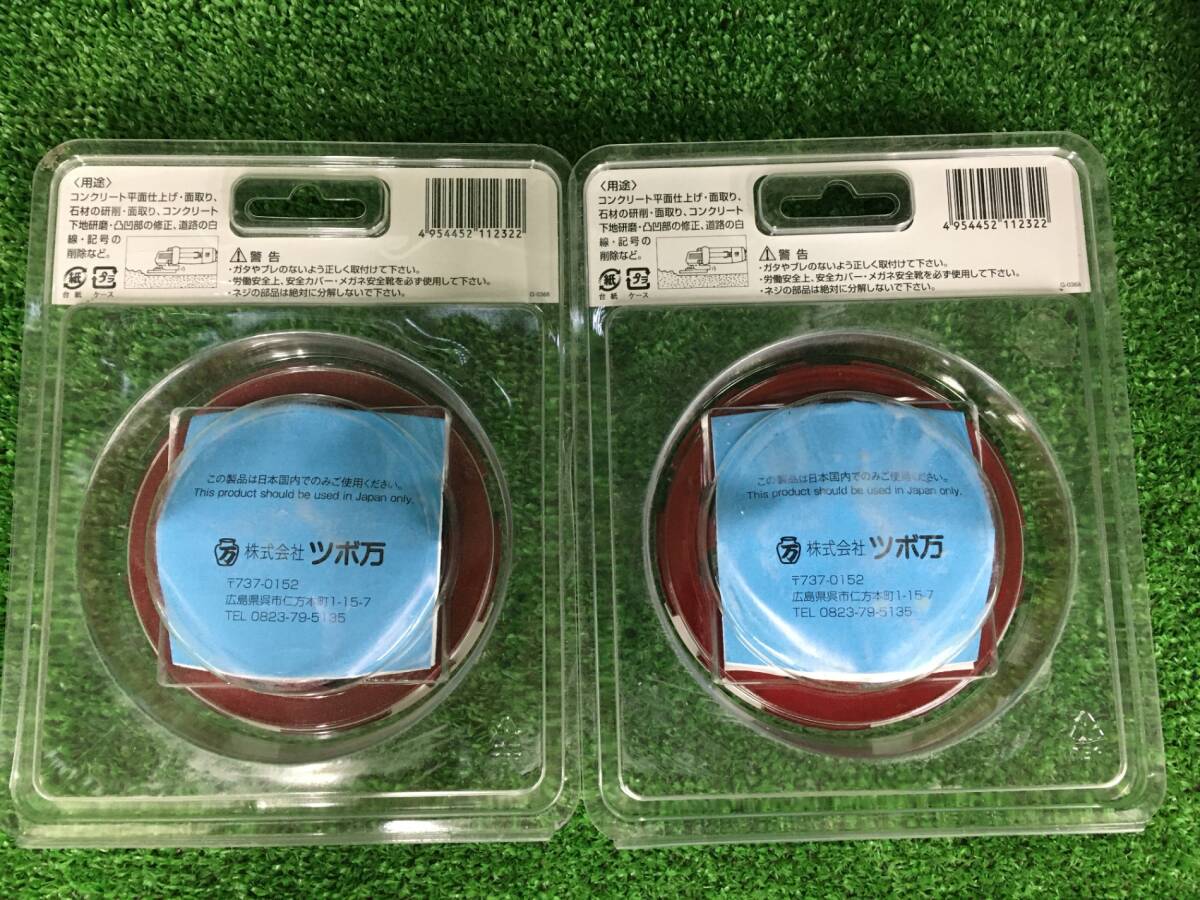 〈用途〉
コンクリート平面仕上げ・面取り、
石材の研削・面取り、コンクリート
下地研磨・凸凹部の修正、道路の白
線・記号の
削除など。
4 954452 112322
⚠警告
・ガタやブレのないよう正しく取付けて下さい。
・労働安全上、安全カバー・メガネ安全靴を必ず使用して下さい。
・ネジの部品は絶対に分解しないで下さい。
紙
台紙
プラ
ケース
G-0368
この製品は日本国内でのみご使用ください。
This product should be used in Japan only.
万 株式会社 ツボ万
〒737-0152
広島県呉市仁方本町1-15-7
TEL 0823-79-5135
〈用途〉
コンクリート平面仕上げ・面取り、
石材の研削・面取り、コンクリート
下地研磨・凸凹部の修正、道路の白
線・記号の
削除など。
4 954452 112322
⚠警告
・ガタやブレのないよう正しく取付けて下さい。
・労働安全上、安全カバー・メガネ安全靴を必ず使用して下さい。
・ネジの部品は絶対に分解しないで下さい。
紙
台紙
プラ
ケース
G-0368
この製品は日本国内でのみご使用ください。
This product should be used in Japan only.
万 株式会社 ツボ万
〒737-0152
広島県呉市仁方本町1-15-7
TEL 0823-79-5135